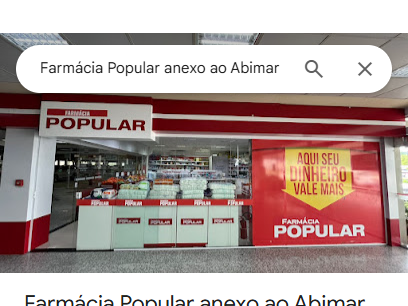 Farmácia Popular anexo ao Abimar
FARMÁCIA
POPULAR
AQUI SEU
DINHEIRO
VALE MAIS
FARMÁCIA
POPULAR
POPULAR
POPULAR
POPULAR
POPULAR
Farmácia Popular anexo ao Abimar